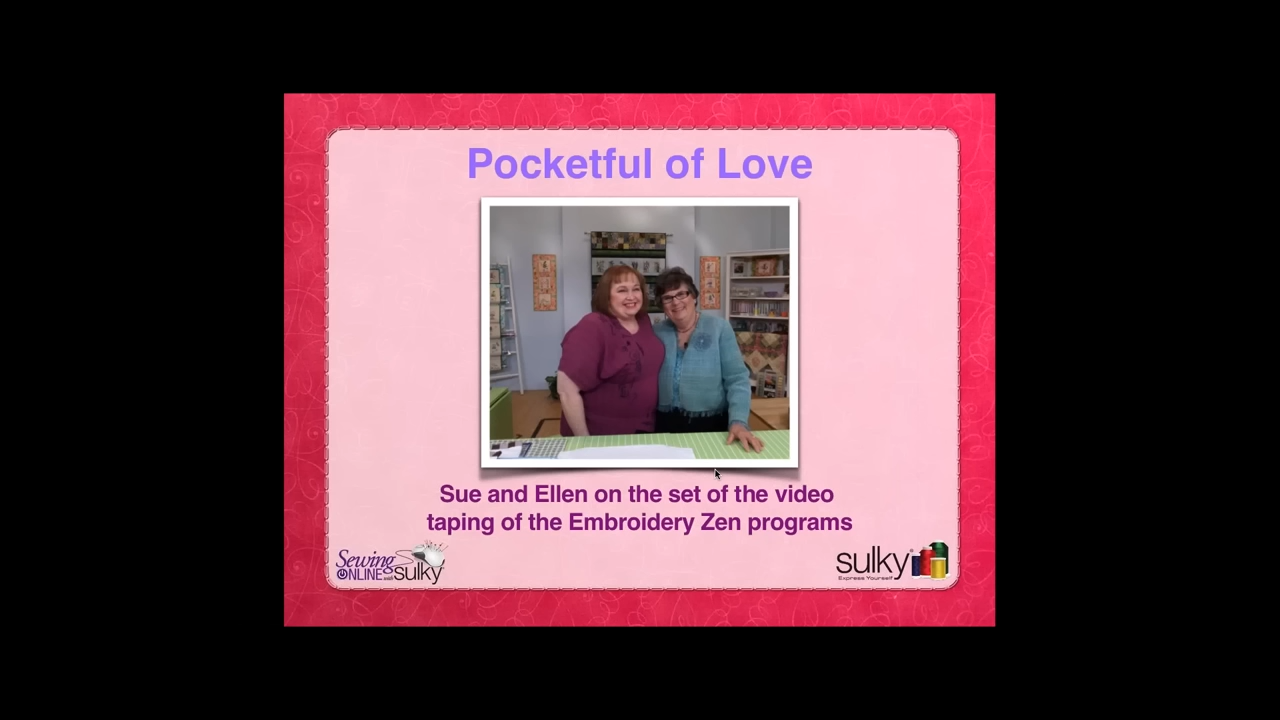 Pocketful of Love
Sue and Ellen on the set of the video
taping of the Embroidery Zen programs
Sewing
ONLINE with sulky
sulky®
Express Yourself